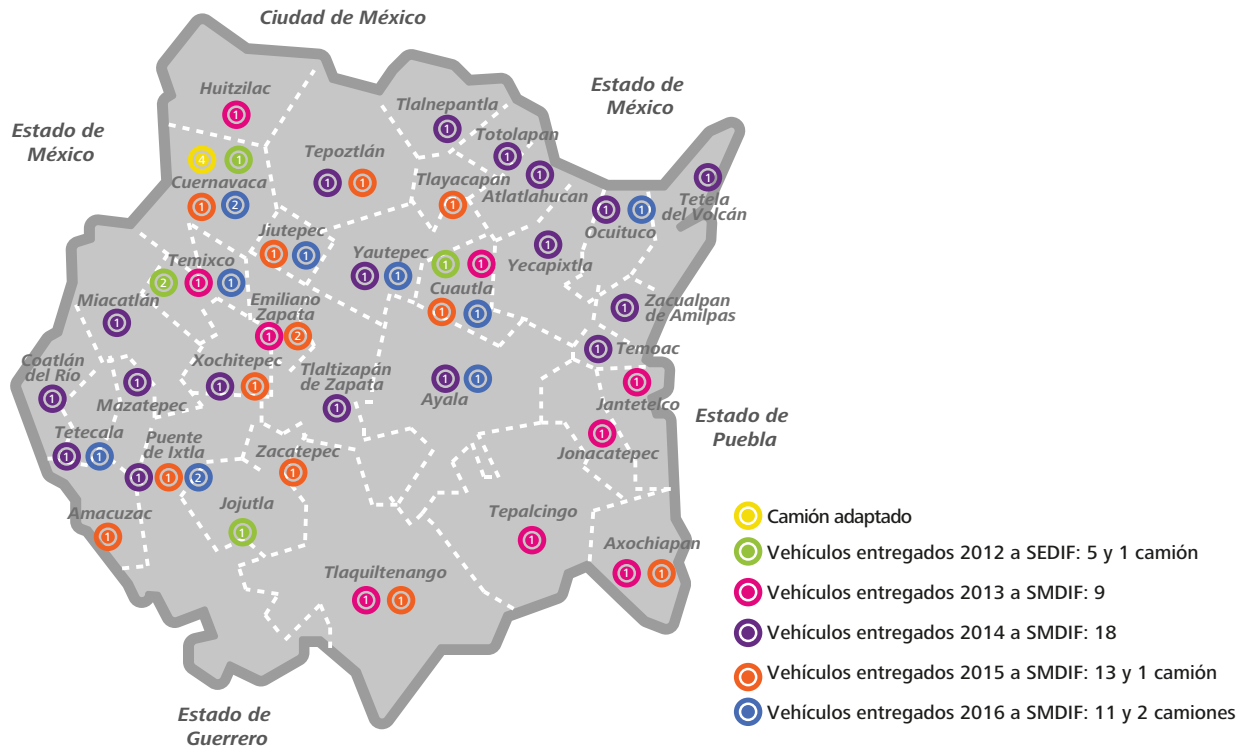 Ciudad de México
Estado de
México
Estado de
México
Huitzilac
1
Tlalnepantla
1
Totolapan
1
Tepoztlán
1 1
4 1
Cuernavaca
1 2
Tlayacapan
1
1
Atlatlahucan
1
Tetela
del Volcán
1 1
Ocuituco
Jiutepec
1 1
Yautepec
1 1
1 1
Cuautla
1 1
1
Yecapixtla
Temixco
2 1 1
Miacatlán
1
Emiliano
Zapata
1 2
1
Zacualpan
de Amilpas
1
Temoac
Coatlán
del Río
1
1
Mazatepec
Xochitepec
1 1
Tlaltizapán
de Zapata
1
1 1
Ayala
1
Jantetelco
Estado de
Puebla
1
Jonacatepec
Tetecala
1 1
Puente
de Ixtla
1 1 2
Zacatepec
1
Amacuzac
1
Jojutla
1
Tepalcingo
1
Axochiapan
1 1
Tlaquiltenango
1 1
Estado de
Guerrero
Camión adaptado
Vehículos entregados 2012 a SEDIF: 5 y 1 camión
Vehículos entregados 2013 a SMDIF: 9
Vehículos entregados 2014 a SMDIF: 18
Vehículos entregados 2015 a SMDIF: 13 y 1 camión
Vehículos entregados 2016 a SMDIF: 11 y 2 camiones